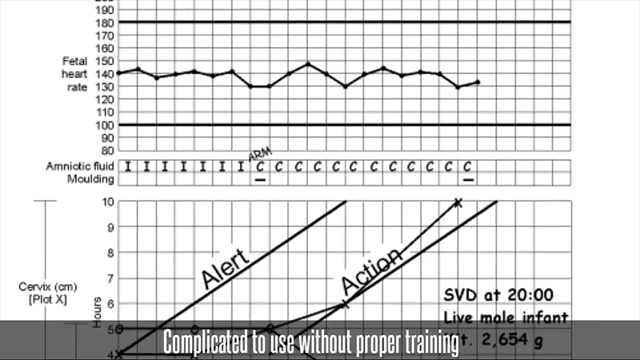 190
180
170
160
Fetal
heart
rate
150
140
130
120
110
100
90
80
ARM
Amniotic fluid I I I I I I I C C C C C C C C C C C C
Moulding – –
10
9
8
7
6
5
4
Alert
Action
Cervix (cm)
[Plot X]
Hours
SVD at 20:00
Live male infant
Wt. 2,654 g
Complicated to use without proper training